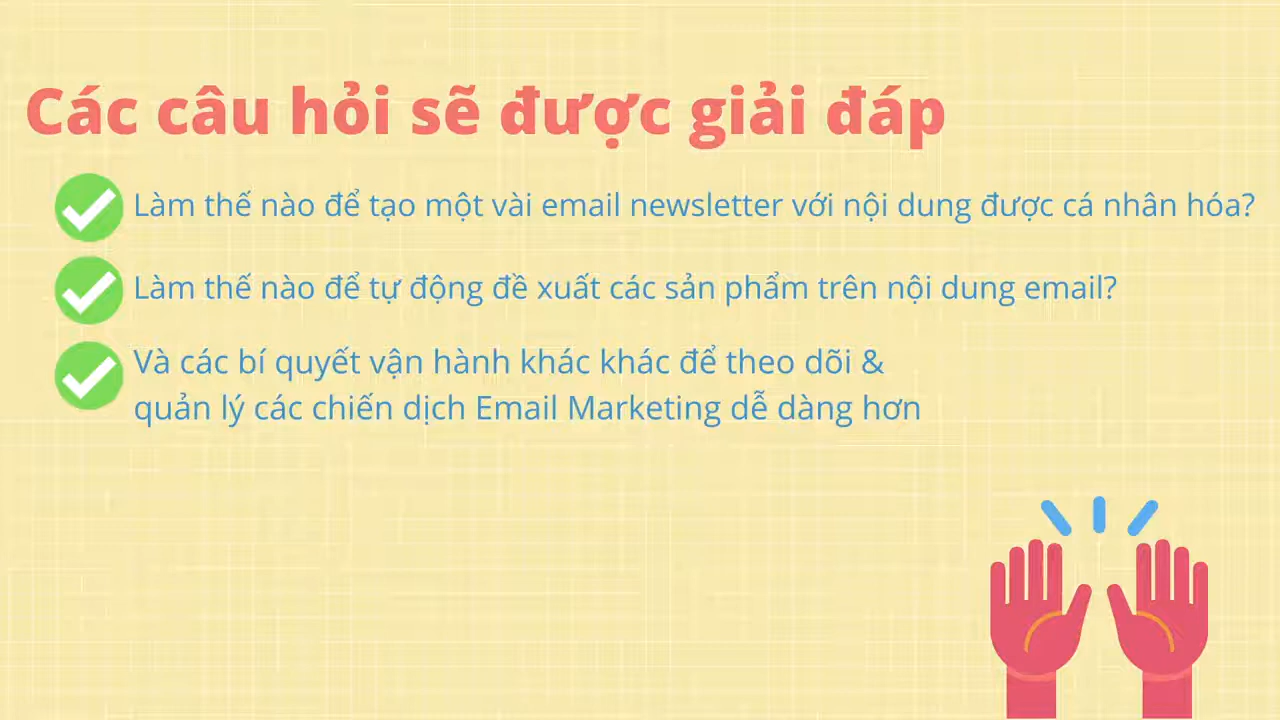 Các câu hỏi sẽ được giải đáp
Làm thế nào để tạo một vài email newsletter với nội dung được cá nhân hóa?
Làm thế nào để tự động đề xuất các sản phẩm trên nội dung email?
Và các bí quyết vận hành khác khác để theo dõi &
quản lý các chiến dịch Email Marketing dễ dàng hơn